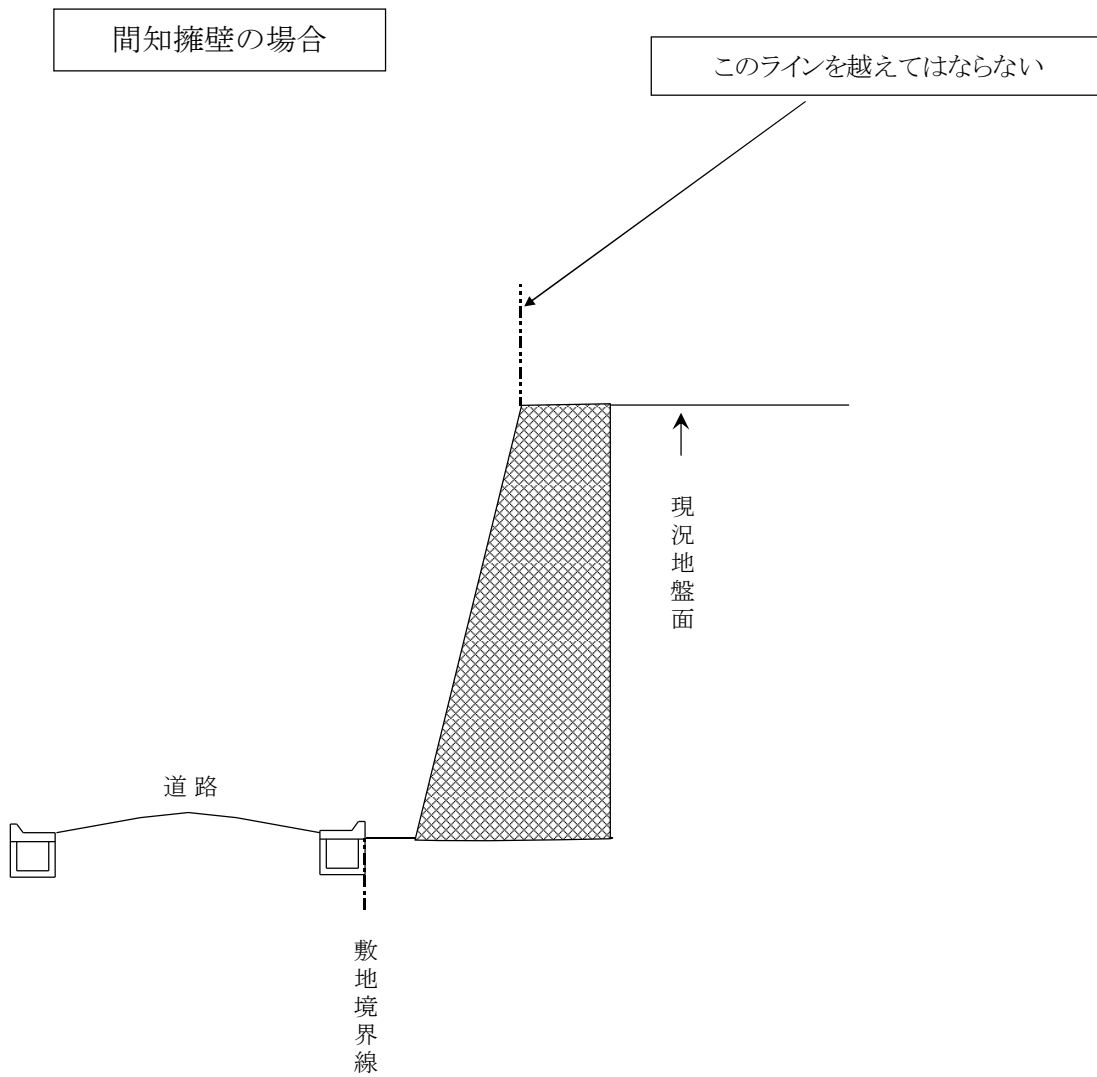 間知擁壁の場合
このラインを越えてはならない
現況地盤面
道路
敷地境界線